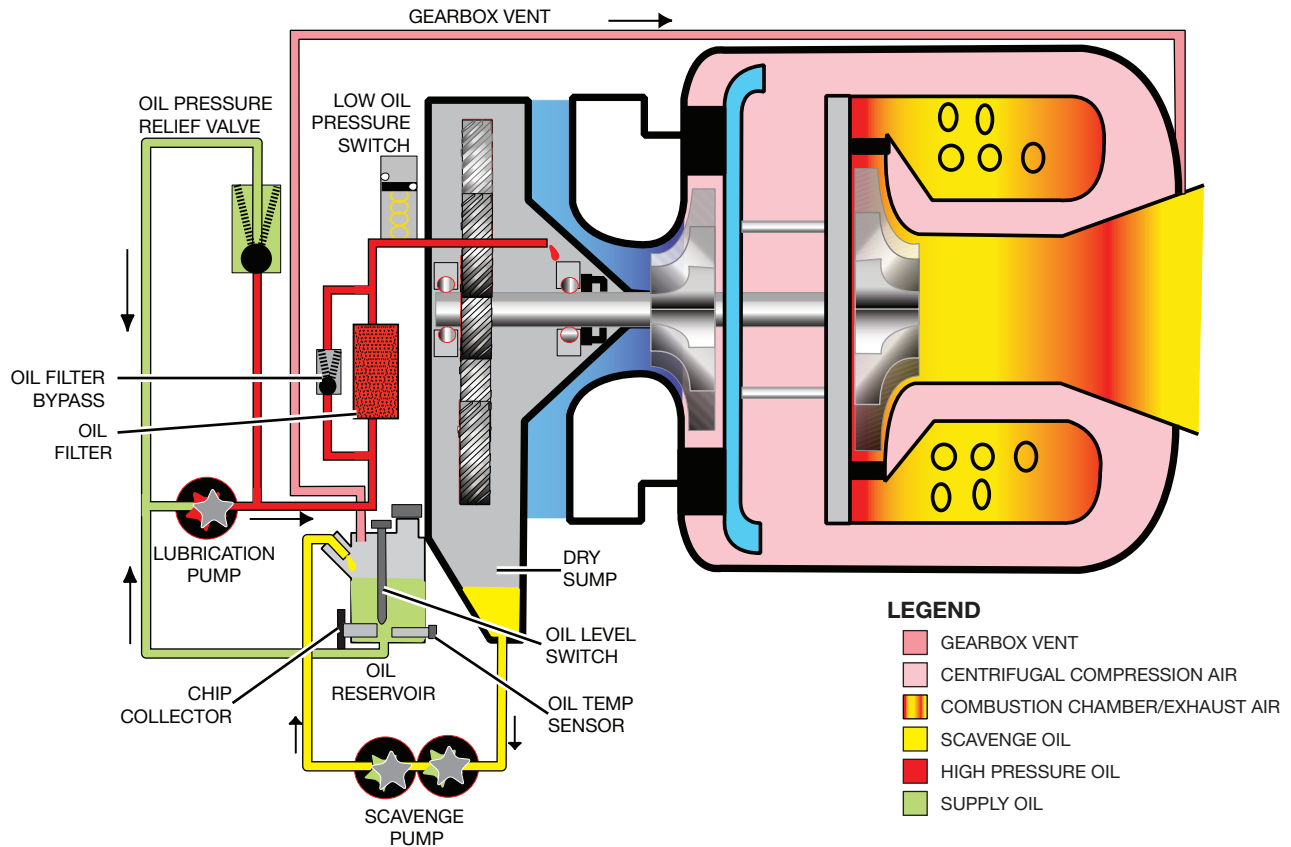 GEARBOX VENT
OIL PRESSURE
RELIEF VALVE
LOW OIL
PRESSURE
SWITCH
OIL FILTER
BYPASS
OIL
FILTER
LUBRICATION
PUMP
DRY
SUMP
OIL LEVEL
SWITCH
OIL
RESERVOIR
CHIP
COLLECTOR
OIL TEMP
SENSOR
SCAVENGE
PUMP
LEGEND
GEARBOX VENT
CENTRIFUGAL COMPRESSION AIR
COMBUSTION CHAMBER/EXHAUST AIR
SCAVENGE OIL
HIGH PRESSURE OIL
SUPPLY OIL